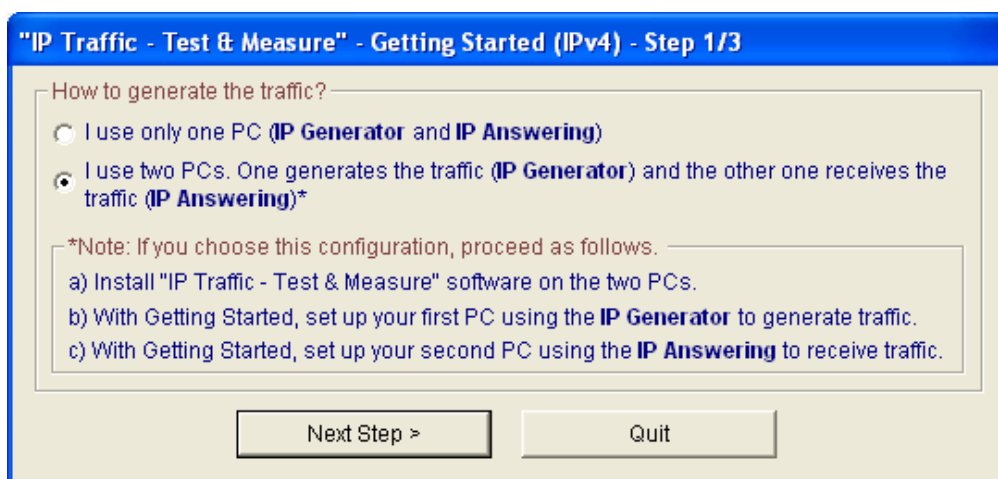 "IP Traffic - Test & Measure" - Getting Started (IPv4) - Step 1/3
How to generate the traffic?
I use only one PC (IP Generator and IP Answering)
I use two PCs. One generates the traffic (IP Generator) and the other one receives the
traffic (IP Answering)*
*Note: If you choose this configuration, proceed as follows.
a) Install "IP Traffic - Test & Measure" software on the two PCs.
b) With Getting Started, set up your first PC using the IP Generator to generate traffic.
c) With Getting Started, set up your second PC using the IP Answering to receive traffic.
Next Step >
Quit